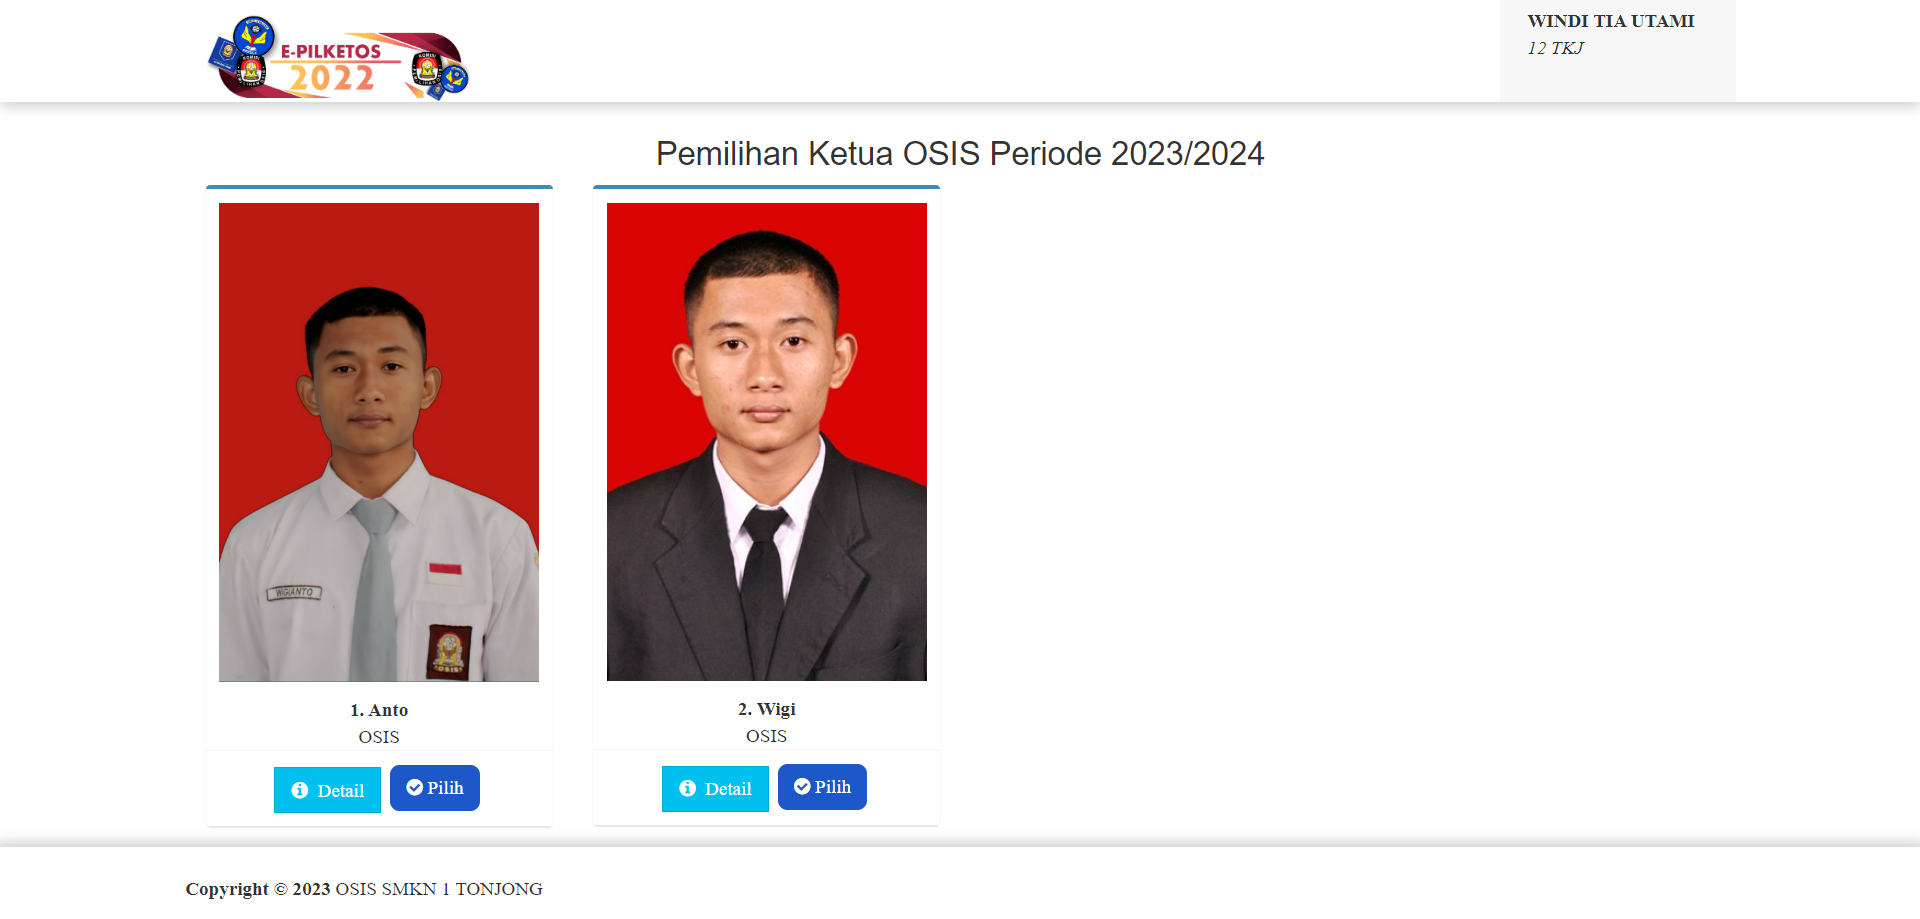 E-PILKETOS
2022
WINDI TIA UTAMI
12 TKJ
Pemilihan Ketua OSIS Periode 2023/2024
WIGIANTO
OSIS
1. Anto
OSIS
Detail
Pilih
2. Wigi
OSIS
Detail
Pilih
Copyright © 2023 OSIS SMKN 1 TONJONG